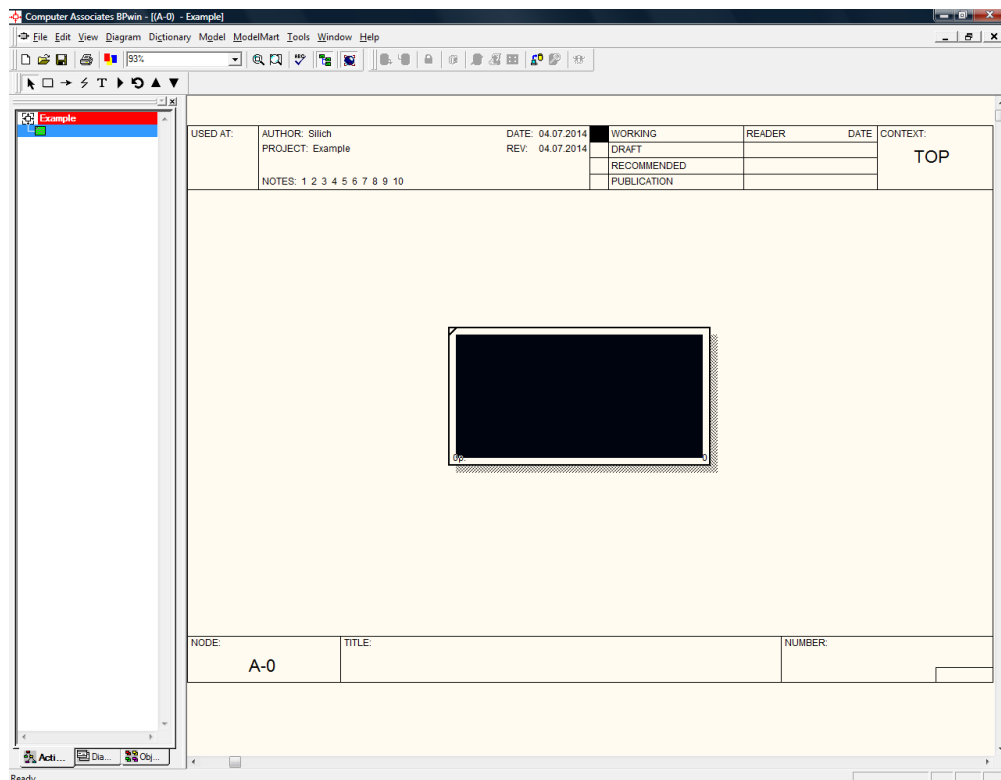 Computer Associates BPwin - [(A-0) - Example]
File Edit View Diagram Dictionary Model ModelMart Tools Window Help
93%
T
Example
USED AT: AUTHOR: Silich DATE: 04.07.2014 WORKING READER DATE CONTEXT:
PROJECT: Example REV: 04.07.2014 DRAFT
TOP
RECOMMENDED
NOTES: 1 2 3 4 5 6 7 8 9 10 PUBLICATION
0р. 0
NODE: TITLE: NUMBER:
A-0
Acti... Dia... Obj...
Ready